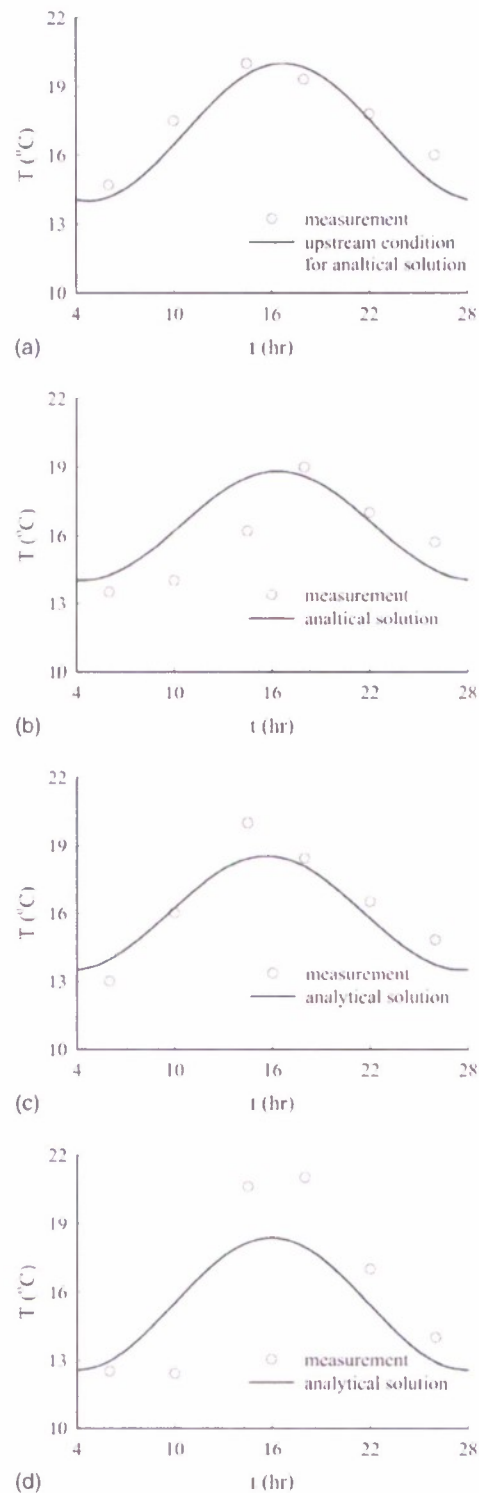 22
19
16
13
10
T (°C)
measurement
upstream condition
for analtical solution
4 10 16 22 28
(a) t (hr)
22
19
16
13
10
T (°C)
measurement
analtical solution
4 10 16 22 28
(b) t (hr)
22
19
16
13
10
T (°C)
measurement
analytical solution
4 10 16 22 28
(c) t (hr)
22
19
16
13
10
T (°C)
measurement
analytical solution
4 10 16 22 28
(d) t (hr)